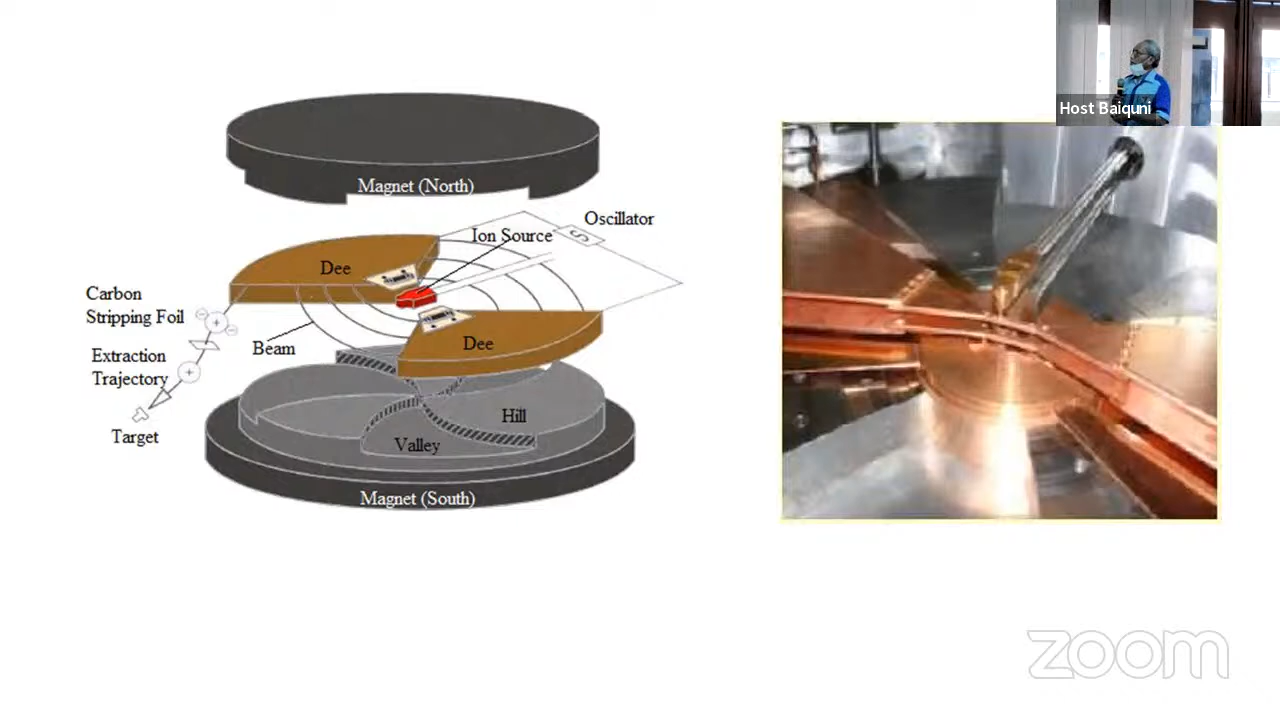 Host Baiquni
Magnet (North)
Oscillator
Ion Source
Dee
Carbon
Stripping Foil
Beam
Dee
Extraction
Trajectory
Target
Hill
Valley
Magnet (South)
zoom